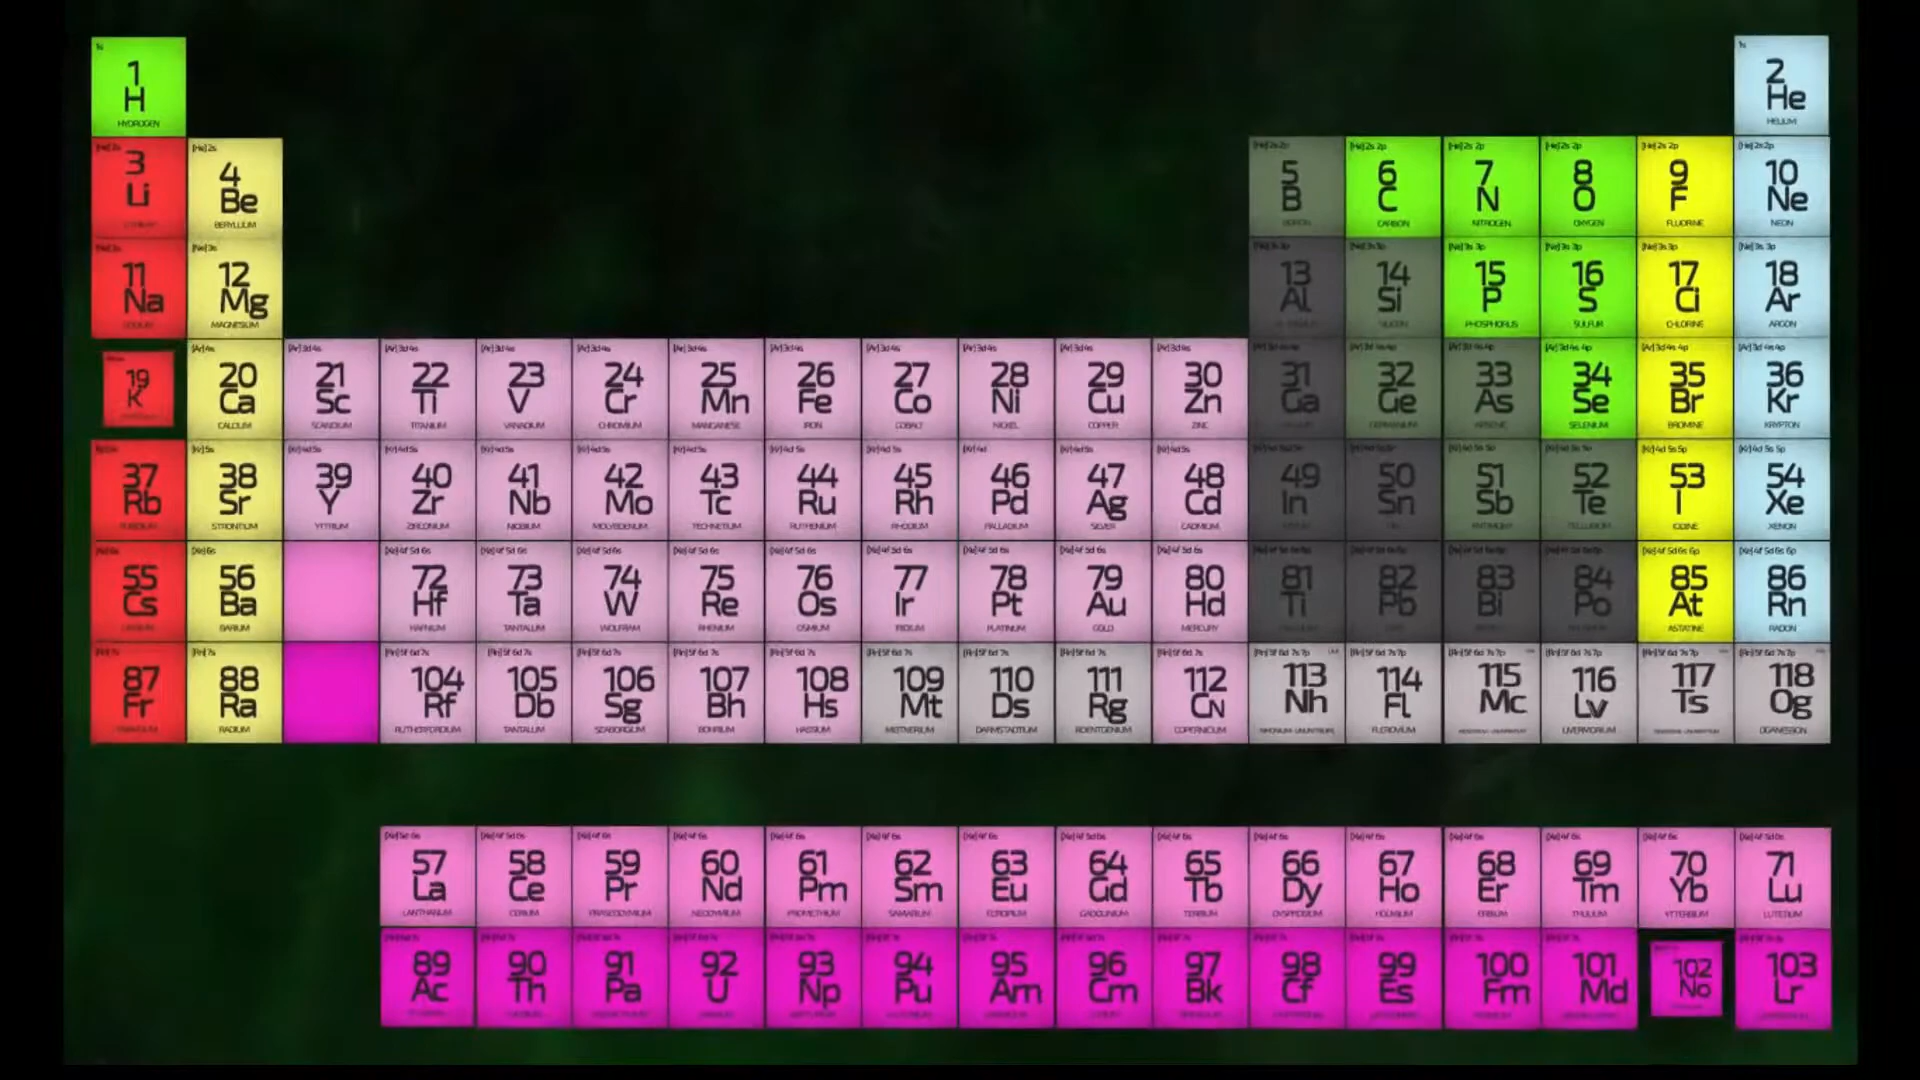 1 2
H He
HYDROGEN HELIUM
3 4 5 6 7 8 9 10
Li Be B C N O F Ne
BERYLLIUM CARBON NITROGEN OXYGEN FLUORINE NEON
11 12 13 14 15 16 17 18
Na Mg Al Si P S Cl Ar
MAGNESIUM PHOSPHORUS SULFUR CHLORINE ARGON
19 20 21 22 23 24 25 26 27 28 29 30 31 32 33 34 35 36
K Ca Sc Ti V Cr Mn Fe Co Ni Cu Zn Ga Ge As Se Br Kr
CALCIUM SCANDIUM TITANIUM VANADIUM CHROMIUM MANGANESE IRON COBALT NICKEL COPPER ZINC GERMANIUM ARSENIC SELENIUM BROMINE KRYPTON
37 38 39 40 41 42 43 44 45 46 47 48 49 50 51 52 53 54
Rb Sr Y Zr Nb Mo Tc Ru Rh Pd Ag Cd In Sn Sb Te I Xe
RUBIDIUM STRONTIUM YTTRIUM ZIRCONIUM NIOBIUM MOLYBDENUM TECHNETIUM RUTHENIUM RHODIUM PALLADIUM SILVER CADMIUM ANTIMONY TELLURIUM IODINE XENON
55 56 72 73 74 75 76 77 78 79 80 81 82 83 84 85 86
Cs Ba Hf Ta W Re Os Ir Pt Au Hd Ti Pb Bi Po At Rn
BARIUM HAFNIUM TANTALUM WOLFRAM RHENIUM OSMIUM IRIDIUM PLATINUM GOLD MERCURY ASTATINE RADON
87 88 104 105 106 107 108 109 110 111 112 113 114 115 116 117 118
Fr Ra Rf Db Sg Bh Hs Mt Ds Rg CN Nh Fl Mc Lv Ts Og
RADIUM RUTHERFORDIUM TANTALUM SEABORGIUM BOHRIUM HASSIUM MEITNERIUM DARMSTADTIUM ROENTGENIUM COPERNICIUM FLEROVIUM LIVERMORIUM OGANESSON
57 58 59 60 61 62 63 64 65 66 67 68 69 70 71
La Ce Pr Nd Pm Sm Eu Gd Tb Dy Ho Er Tm Yb Lu
LANTHANUM CERIUM PRASEODYMIUM NEODYMIUM PROMETHIUM SAMARIUM EUROPIUM GADOLINIUM TERBIUM DYSPROSIUM HOLMIUM ERBIUM THULIUM YTTERBIUM LUTETIUM
89 90 91 92 93 94 95 96 97 98 99 100 101 102 103
Ac Th Pa U Np Pu Am Cm Bk Cf Es Fm Md No Lr